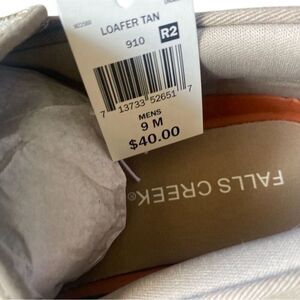 LOAFER TAN
910
R2
7 13733 52651 7
MENS
9 M
$40.00
FALLS CREEK®